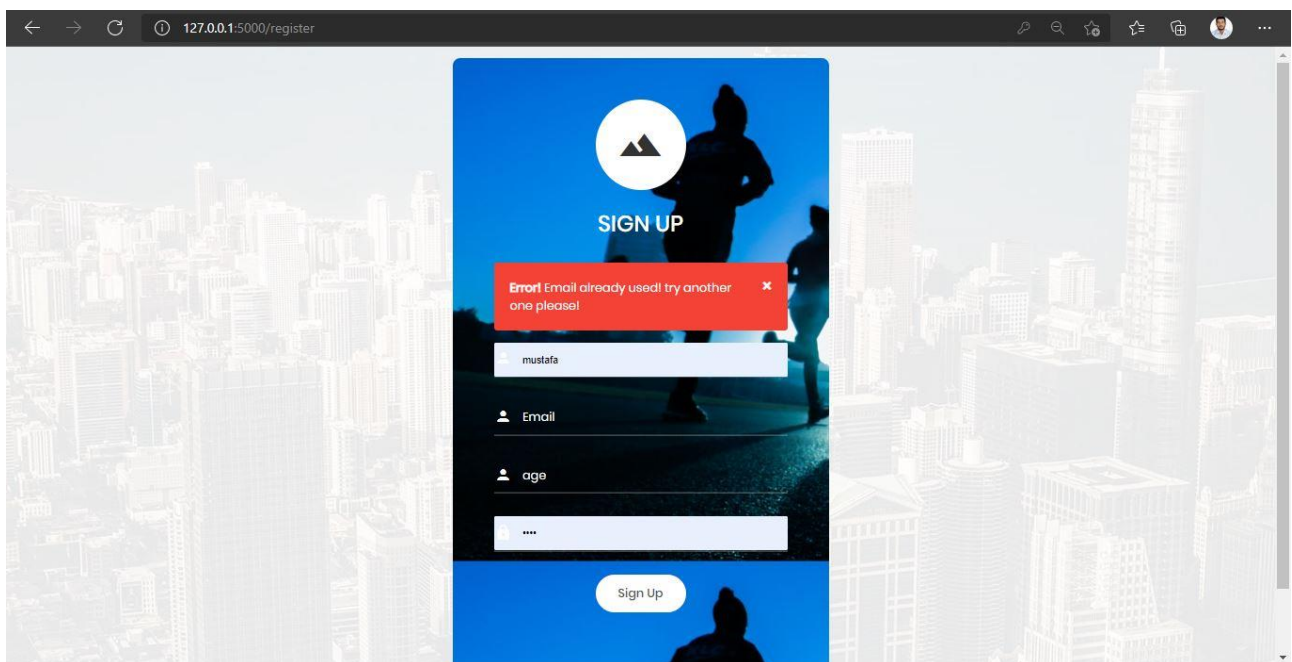 127.0.0.1:5000/register
SIGN UP
Error! Email already used! try another
one please!
mustafa
Email
age
••••
Sign Up